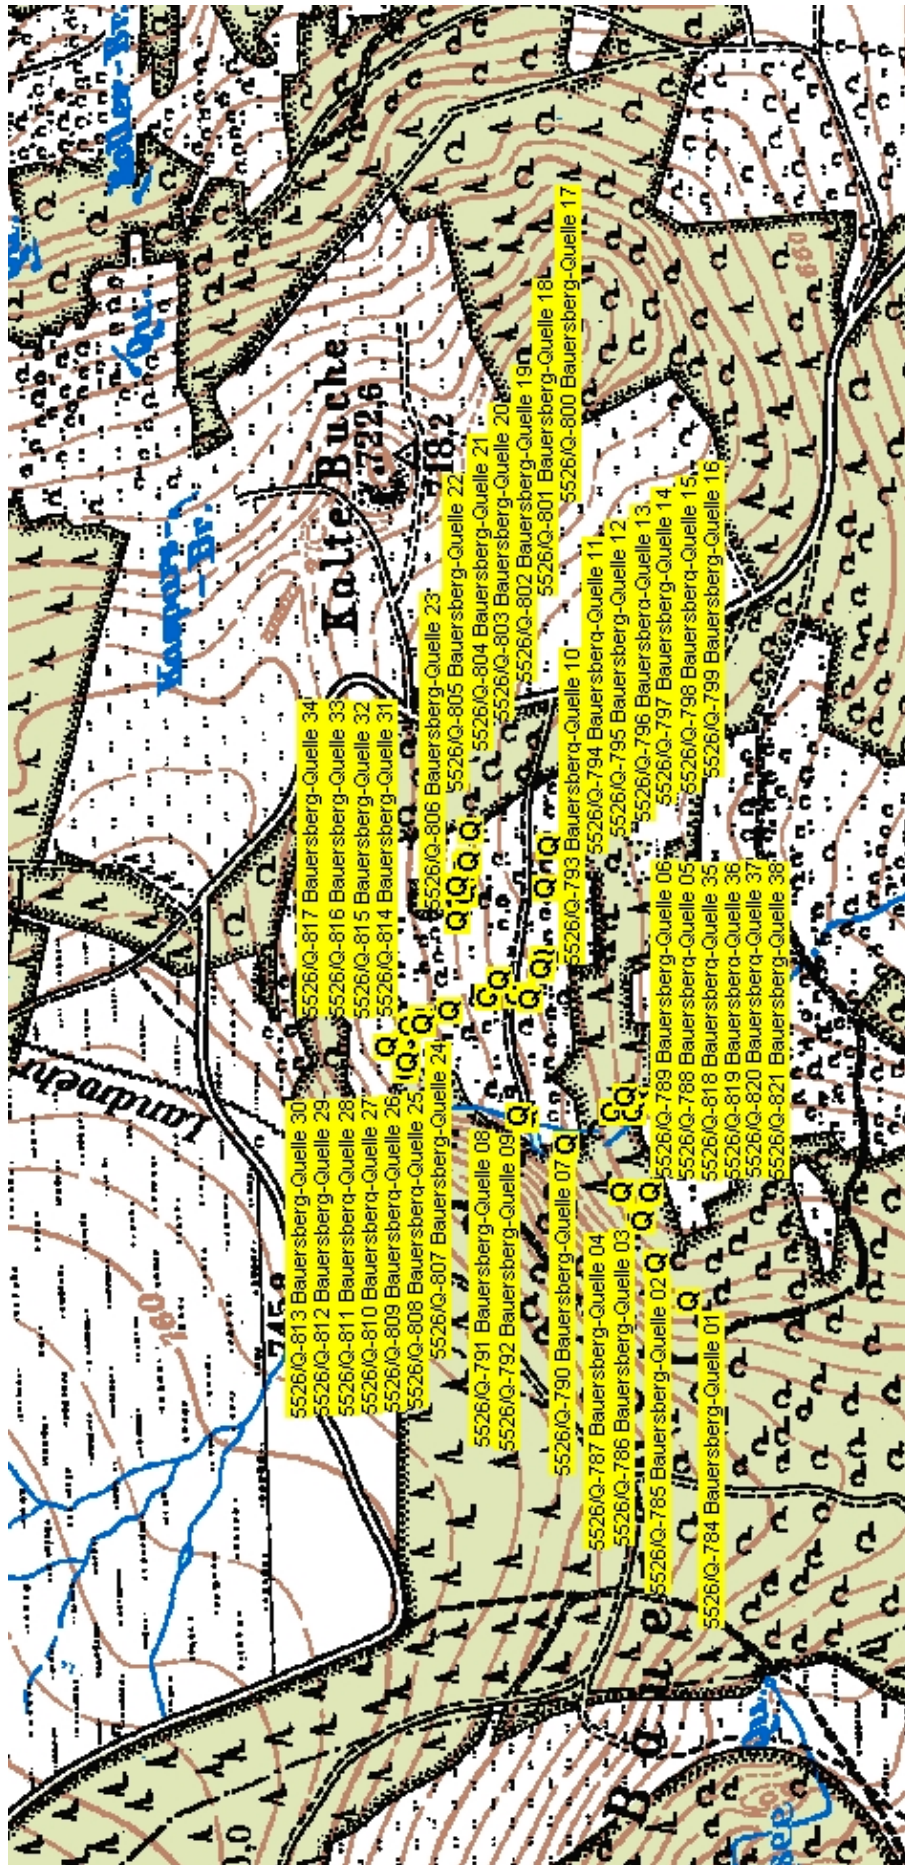 Kaspars-
-Br.
Kalte Buche
722,6
718,2
Landwehr
760
745,8
660
Qu.
5526/Q-817 Bauersberg-Quelle 34
5526/Q-816 Bauersberg-Quelle 33
5526/Q-815 Bauersberg-Quelle 32
5526/Q-814 Bauersberg-Quelle 31
5526/Q-813 Bauersberg-Quelle 30
5526/Q-812 Bauersberg-Quelle 29
5526/Q-811 Bauersberg-Quelle 28
5526/Q-810 Bauersberg-Quelle 27
5526/Q-809 Bauersberg-Quelle 26
5526/Q-808 Bauersberg-Quelle 25
5526/Q-807 Bauersberg-Quelle 24
5526/Q-806 Bauersberg-Quelle 23
5526/Q-805 Bauersberg-Quelle 22
5526/Q-804 Bauersberg-Quelle 21
5526/Q-803 Bauersberg-Quelle 20
5526/Q-802 Bauersberg-Quelle 19
5526/Q-801 Bauersberg-Quelle 18
5526/Q-800 Bauersberg-Quelle 17
5526/Q-791 Bauersberg-Quelle 08
5526/Q-792 Bauersberg-Quelle 09
5526/Q-793 Bauersberg-Quelle 10
5526/Q-794 Bauersberg-Quelle 11
5526/Q-795 Bauersberg-Quelle 12
5526/Q-796 Bauersberg-Quelle 13
5526/Q-797 Bauersberg-Quelle 14
5526/Q-798 Bauersberg-Quelle 15
5526/Q-799 Bauersberg-Quelle 16
5526/Q-790 Bauersberg-Quelle 07
5526/Q-787 Bauersberg-Quelle 04
5526/Q-786 Bauersberg-Quelle 03
5526/Q-785 Bauersberg-Quelle 02
5526/Q-784 Bauersberg-Quelle 01
5526/Q-789 Bauersberg-Quelle 06
5526/Q-788 Bauersberg-Quelle 05
5526/Q-818 Bauersberg-Quelle 35
5526/Q-819 Bauersberg-Quelle 36
5526/Q-820 Bauersberg-Quelle 37
5526/Q-821 Bauersberg-Quelle 38